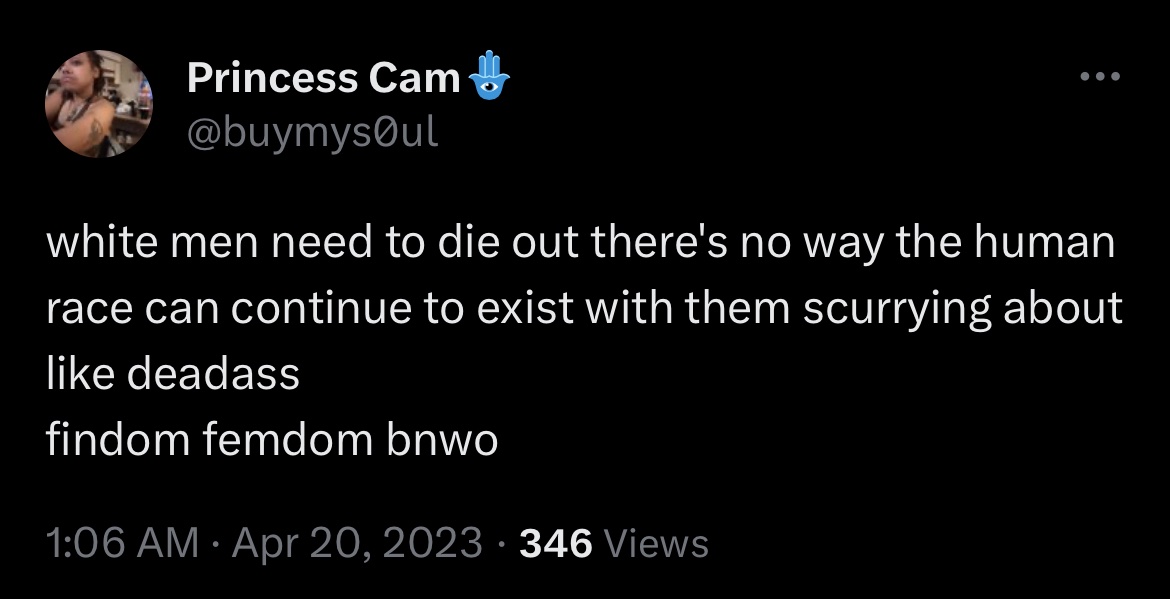 Princess Cam🪬
@buymys0ul
white men need to die out there's no way the human
race can continue to exist with them scurrying about
like deadass
findom femdom bnwo
1:06 AM · Apr 20, 2023 · 346 Views